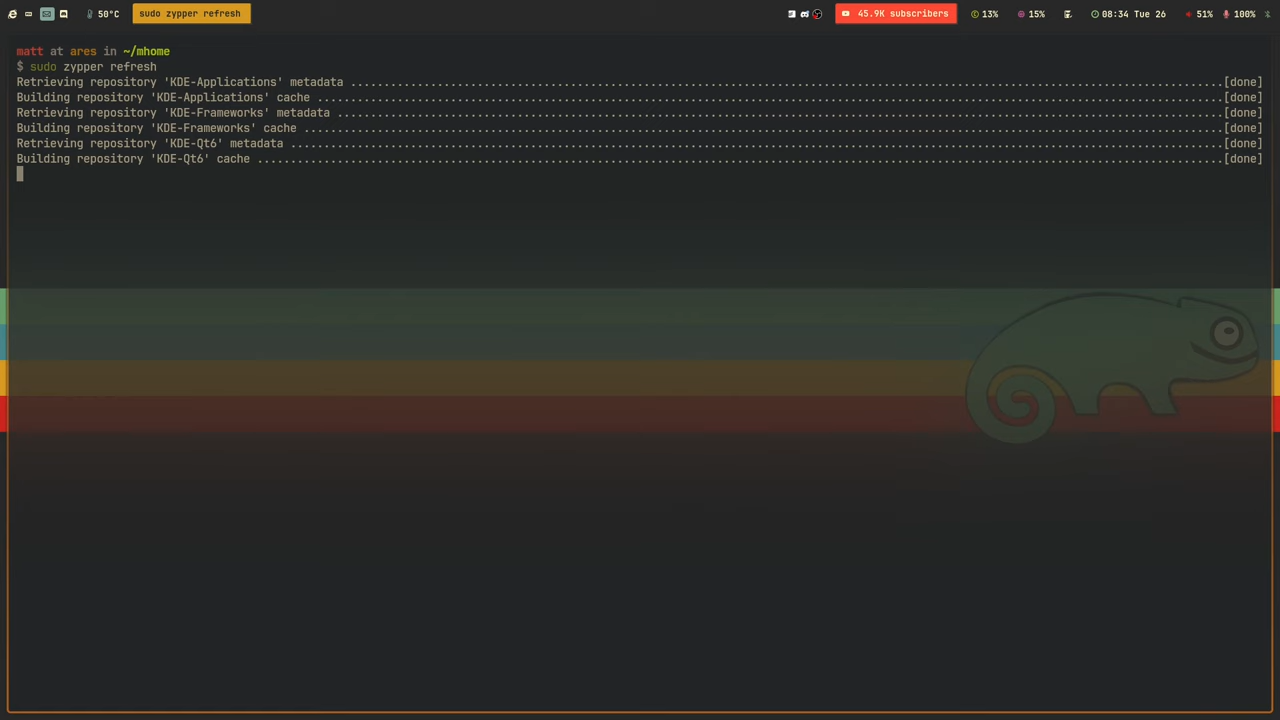 50°C sudo zypper refresh 45.9K subscribers 13% 15% 08:34 Tue 26 51% 100%
matt at ares in ~/mhome
$ sudo zypper refresh
Retrieving repository 'KDE-Applications' metadata ...................................................................................................................................[done]
Building repository 'KDE-Applications' cache ........................................................................................................................................[done]
Retrieving repository 'KDE-Frameworks' metadata .....................................................................................................................................[done]
Building repository 'KDE-Frameworks' cache ..........................................................................................................................................[done]
Retrieving repository 'KDE-Qt6' metadata ............................................................................................................................................[done]
Building repository 'KDE-Qt6' cache .................................................................................................................................................[done]